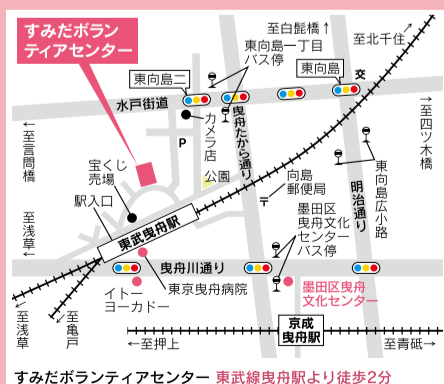 すみだボラン
ティアセンター
至白髭橋↑
至北千住
東向島一丁目
バス停
東向島二
東向島
交
水戸街道
←至言問橋
カメラ店
P
曳舟たから通り
→至四ツ木橋
宝くじ
売場
公園
向島
郵便局
〒
明治通り
東向島広小路
駅入口
←至浅草
東武曳舟駅
墨田区
曳舟文化
センター
バス停
曳舟川通り
イトー
ヨーカドー
東京曳舟病院
墨田区曳舟
文化センター
至浅草
至亀戸
京成
曳舟駅
←至押上
→至青砥
すみだボランティアセンター 東武線曳舟駅より徒歩2分